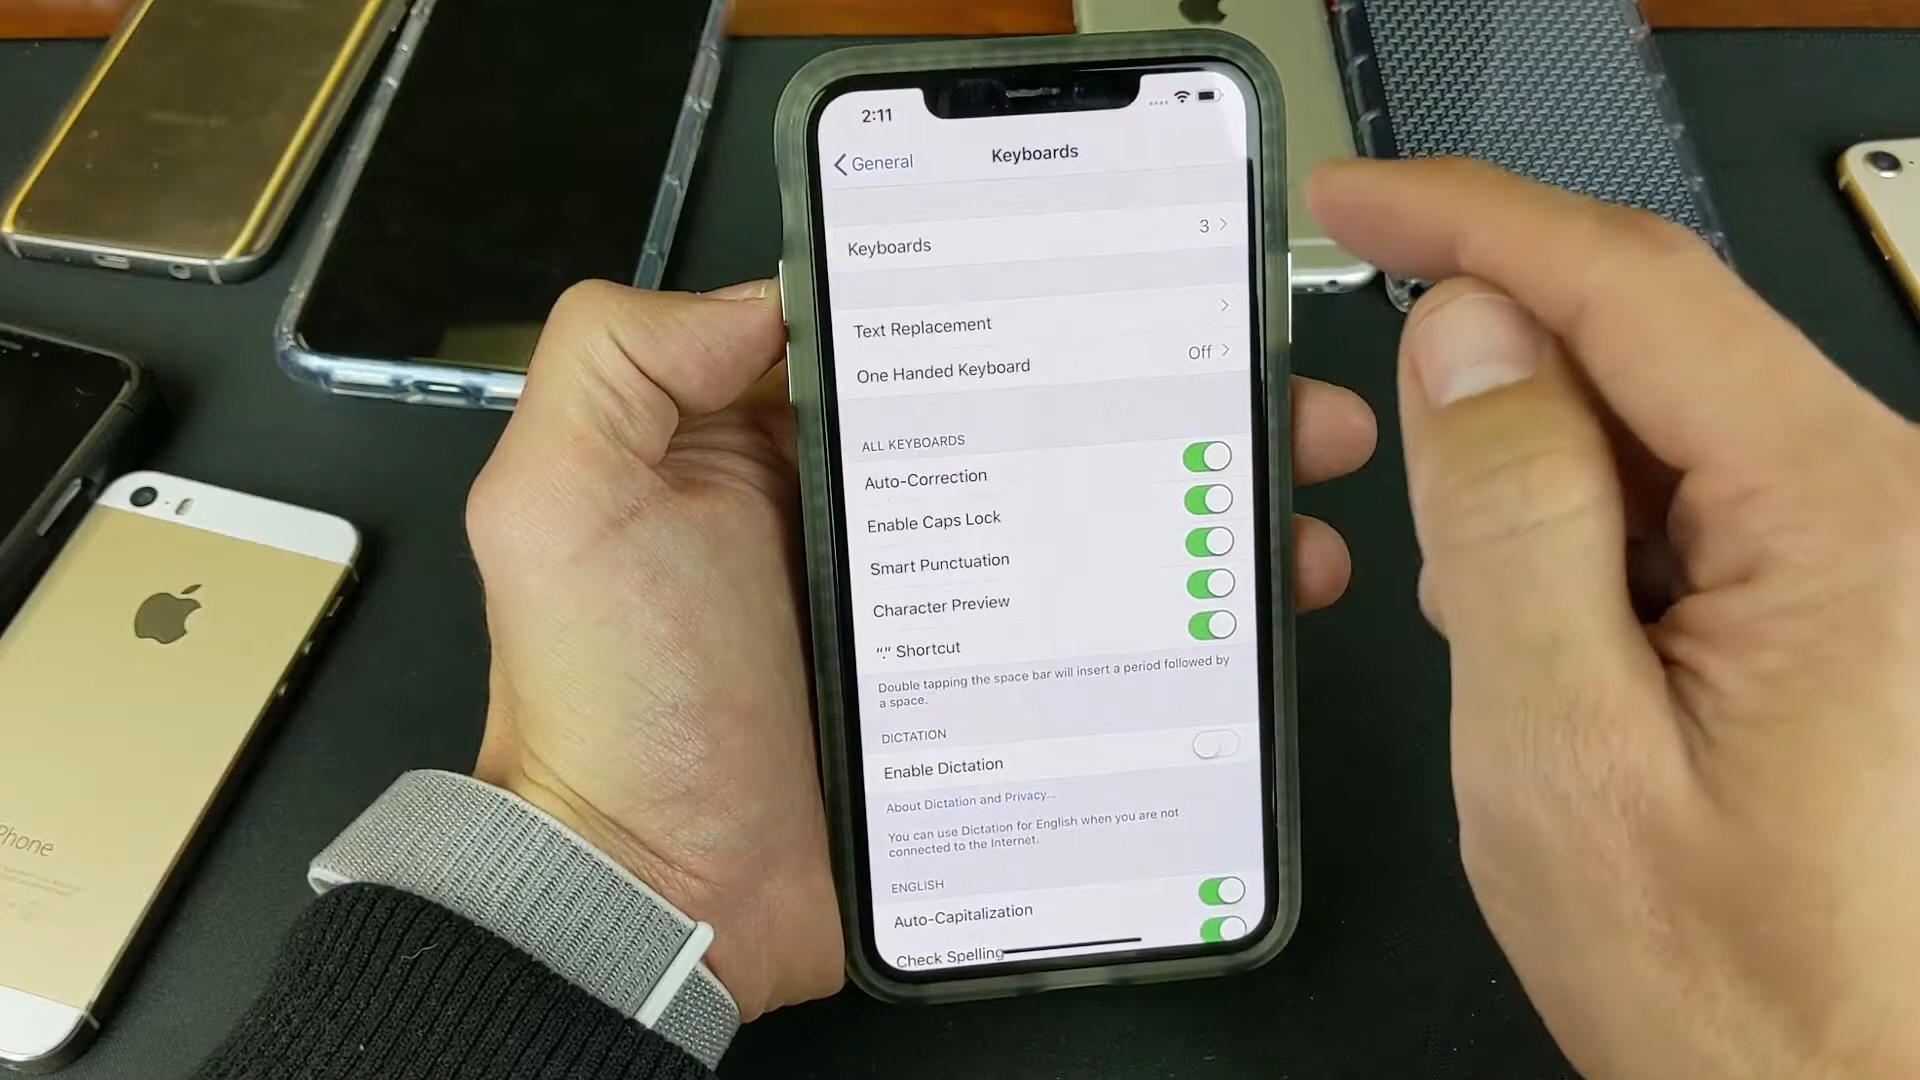 2:11
General
Keyboards
Keyboards 3
Text Replacement
One Handed Keyboard Off
ALL KEYBOARDS
Auto-Correction
Enable Caps Lock
Smart Punctuation
Character Preview
“.” Shortcut
Double tapping the space bar will insert a period followed by
a space.
DICTATION
Enable Dictation
About Dictation and Privacy...
You can use Dictation for English when you are not
connected to the Internet.
ENGLISH
Auto-Capitalization
Check Spelling
Phone